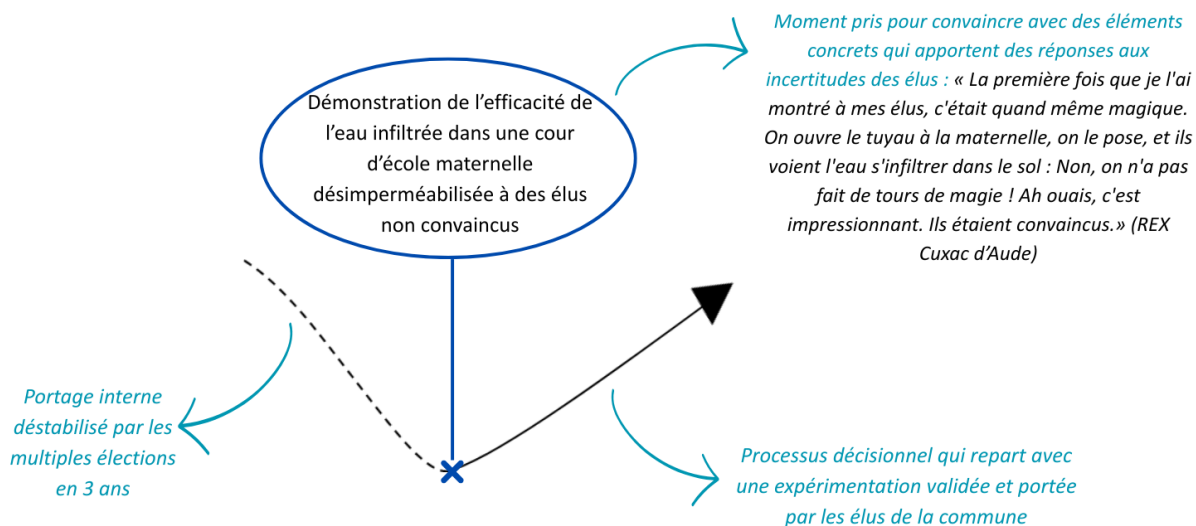 Moment pris pour convaincre avec des éléments
concrets qui apportent des réponses aux
incertitudes des élus : « La première fois que je l'ai
montré à mes élus, c'était quand même magique.
On ouvre le tuyau à la maternelle, on le pose, et ils
voient l'eau s'infiltrer dans le sol : Non, on n'a pas
fait de tours de magie ! Ah ouais, c'est
impressionnant. Ils étaient convaincus.» (REX
Cuxac d’Aude)
Démonstration de l’efficacité de
l’eau infiltrée dans une cour
d’école maternelle
désimperméabilisée à des élus
non convaincus
Portage interne
déstabilisé par les
multiples élections
en 3 ans
Processus décisionnel qui repart avec
une expérimentation validée et portée
par les élus de la commune